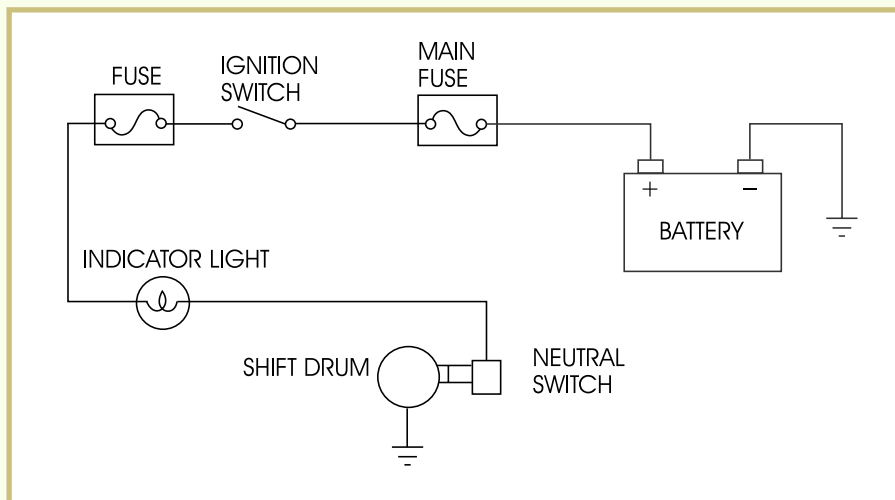 FUSE
IGNITION
SWITCH
MAIN
FUSE
+
–
BATTERY
INDICATOR LIGHT
SHIFT DRUM
NEUTRAL
SWITCH